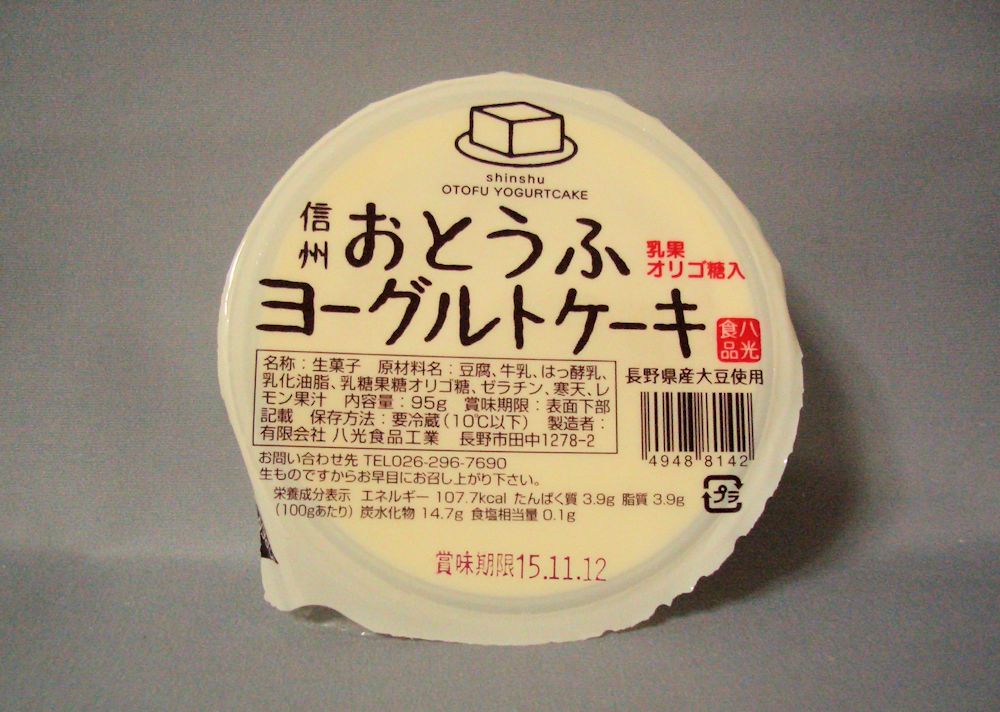 shinshu
OTOFU YOGURTCAKE
信州
おとうふ
乳果
オリゴ糖入
ヨーグルトケーキ
八光
食品
長野県産大豆使用
名称:生菓子 原材料名:豆腐、牛乳、はっ酵乳、
乳化油脂、乳糖果糖オリゴ糖、ゼラチン、寒天、レ
モン果汁 内容量:95g 賞味期限:表面下部
記載 保存方法:要冷蔵(10℃以下) 製造者:
有限会社 八光食品工業 長野市田中1278-2
4948 8142
お問い合わせ先 TEL026-296-7690
生ものですからお早目にお召し上がり下さい。
プラ
栄養成分表示 エネルギー 107.7kcal たんぱく質 3.9g 脂質 3.9g
(100gあたり) 炭水化物 14.7g 食塩相当量 0.1g
賞味期限15.11.12